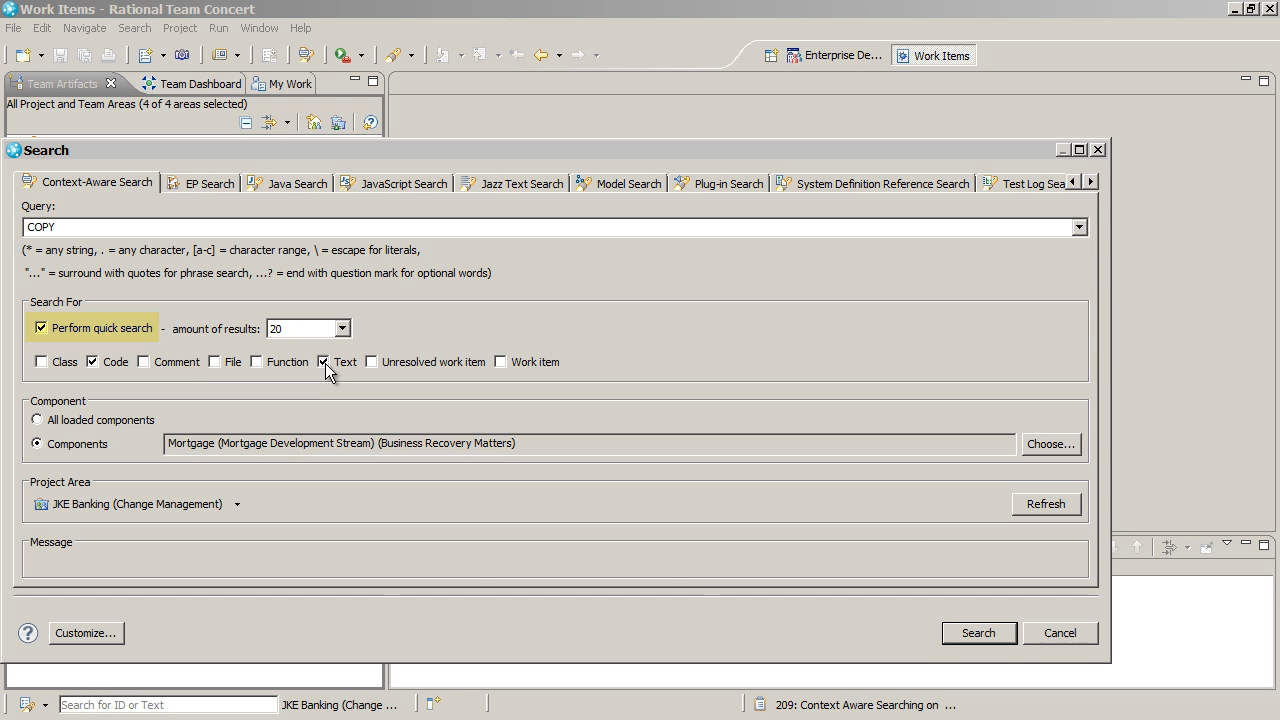 Work Items - Rational Team Concert
File Edit Navigate Search Project Run Window Help
Enterprise De... Work Items
Team Artifacts Team Dashboard My Work
All Project and Team Areas (4 of 4 areas selected)
Search
Context-Aware Search EP Search Java Search JavaScript Search Jazz Text Search Model Search Plug-in Search System Definition Reference Search Test Log Sea
Query:
COPY
(* = any string, . = any character, [a-c] = character range, \ = escape for literals,
"..." = surround with quotes for phrase search, ...? = end with question mark for optional words)
Search For
Perform quick search - amount of results: 20
Class Code Comment File Function Text Unresolved work item Work item
Component
All loaded components
Components Mortgage (Mortgage Development Stream) (Business Recovery Matters) Choose...
Project Area
JKE Banking (Change Management) Refresh
Message
? Customize... Search Cancel
Search for ID or Text JKE Banking (Change ... 209: Context Aware Searching on ...